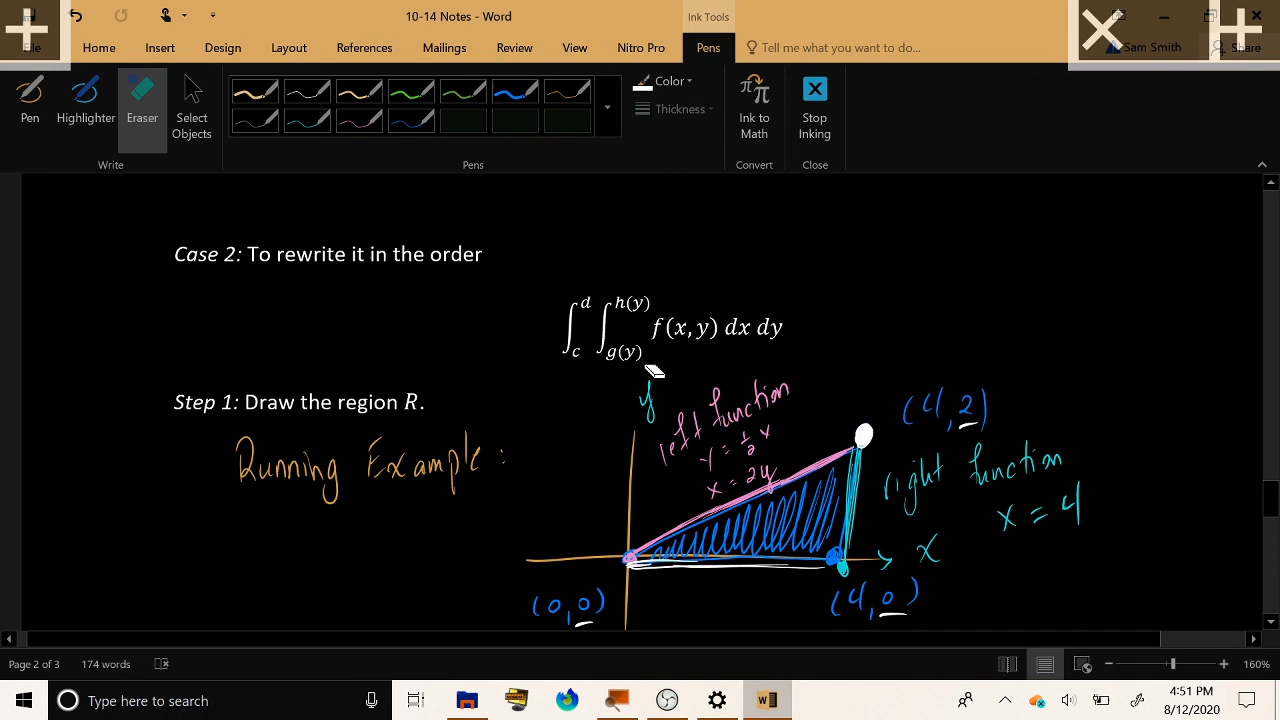 10-14 Notes - Word
Ink Tools
File
Home
Insert
Design
Layout
References
Mailings
Review
View
Nitro Pro
Pens
Tell me what you want to do...
Sam Smith
Share
Pen
Highlighter
Eraser
Select
Objects
Color
Thickness
Ink to
Math
Stop
Inking
Write
Pens
Convert
Close
Case 2: To rewrite it in the order
∫_c^d ∫_{g(y)}^{h(y)} f(x, y) dx dy
Step 1: Draw the region R.
Running Example :
y
left function
y = 1/2 x
x = 2y
(4, 2)
right function
x = 4
x
(0, 0)
(4, 0)
Page 2 of 3
174 words
160%
Type here to search
4:51 PM
8/12/2020